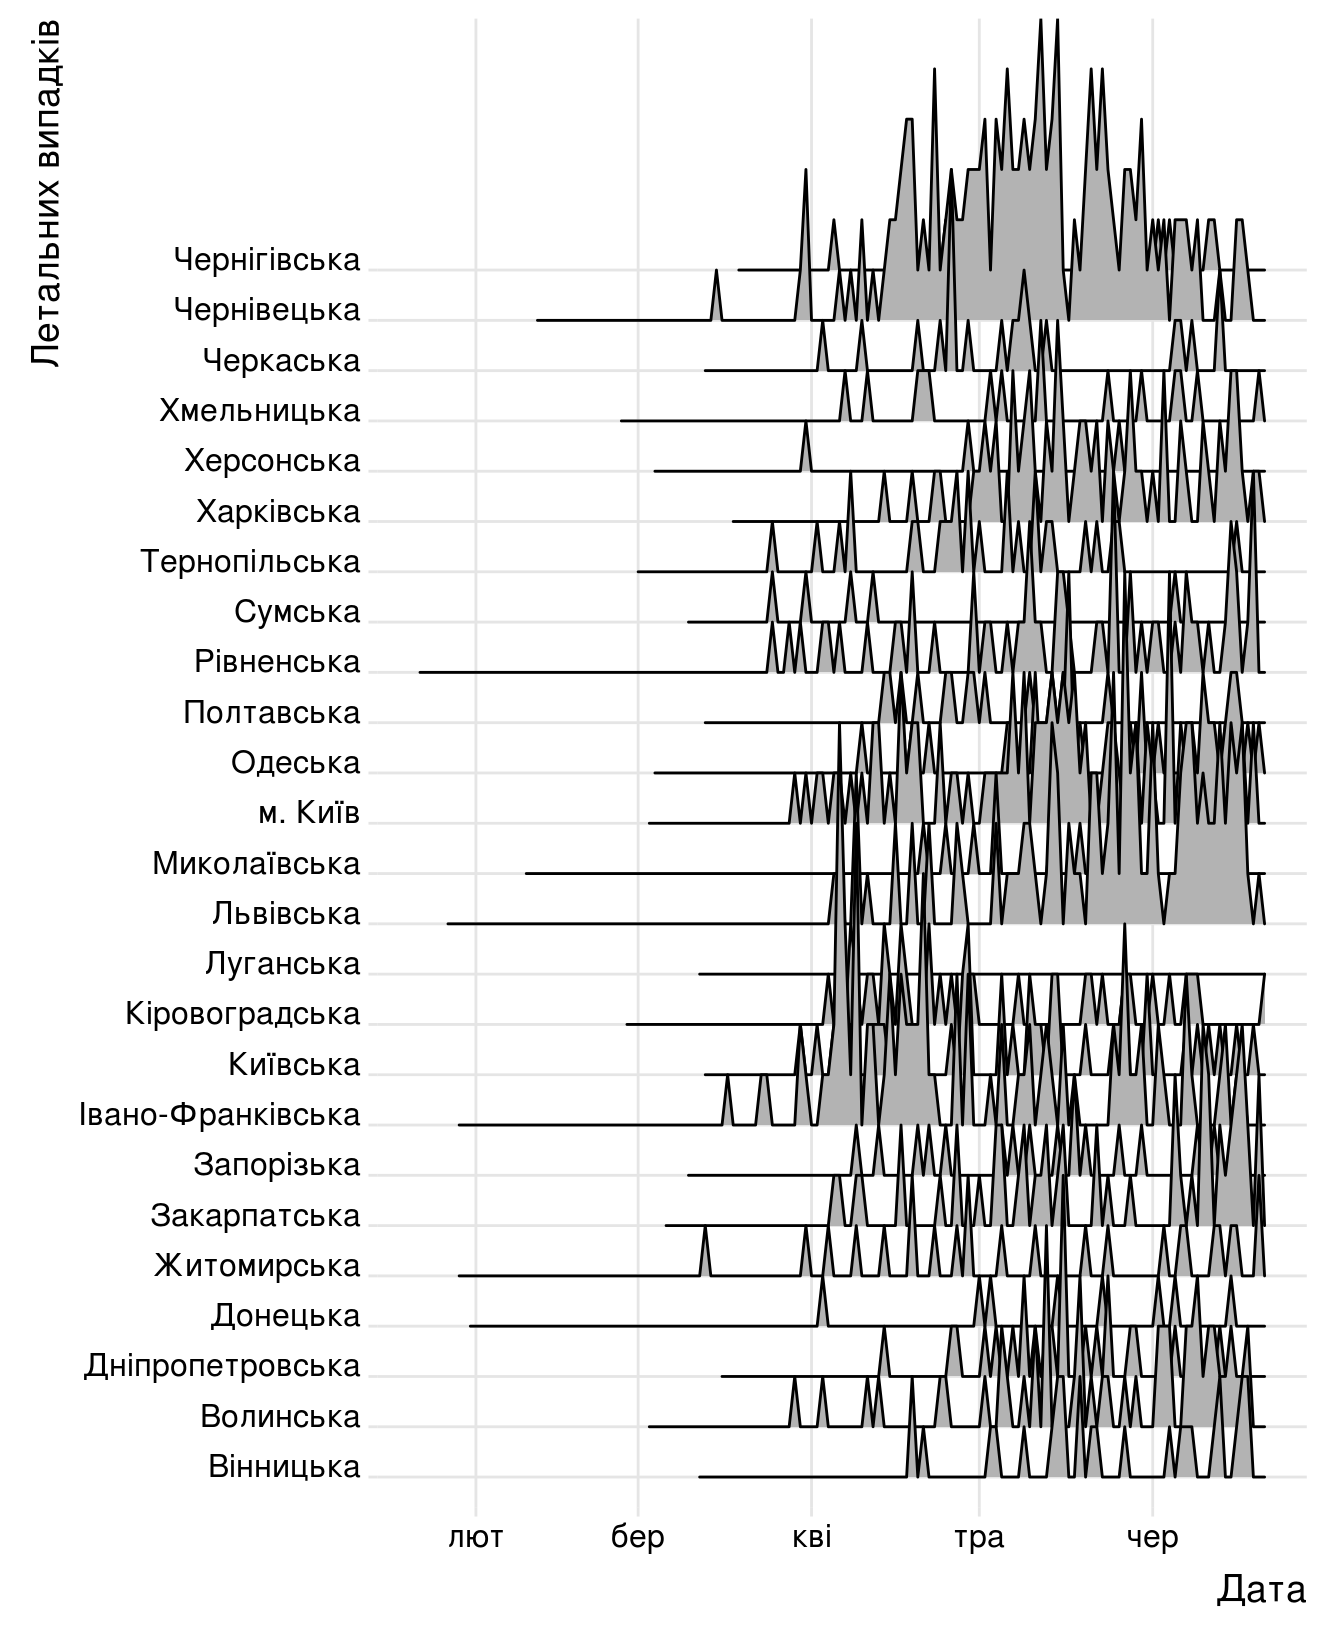 Летальних випадків
Чернігівська
Чернівецька
Черкаська
Хмельницька
Херсонська
Харківська
Тернопільська
Сумська
Рівненська
Полтавська
Одеська
м. Київ
Миколаївська
Львівська
Луганська
Кіровоградська
Київська
Івано-Франківська
Запорізька
Закарпатська
Житомирська
Донецька
Дніпропетровська
Волинська
Вінницька
лют бер кві тра чер
Дата